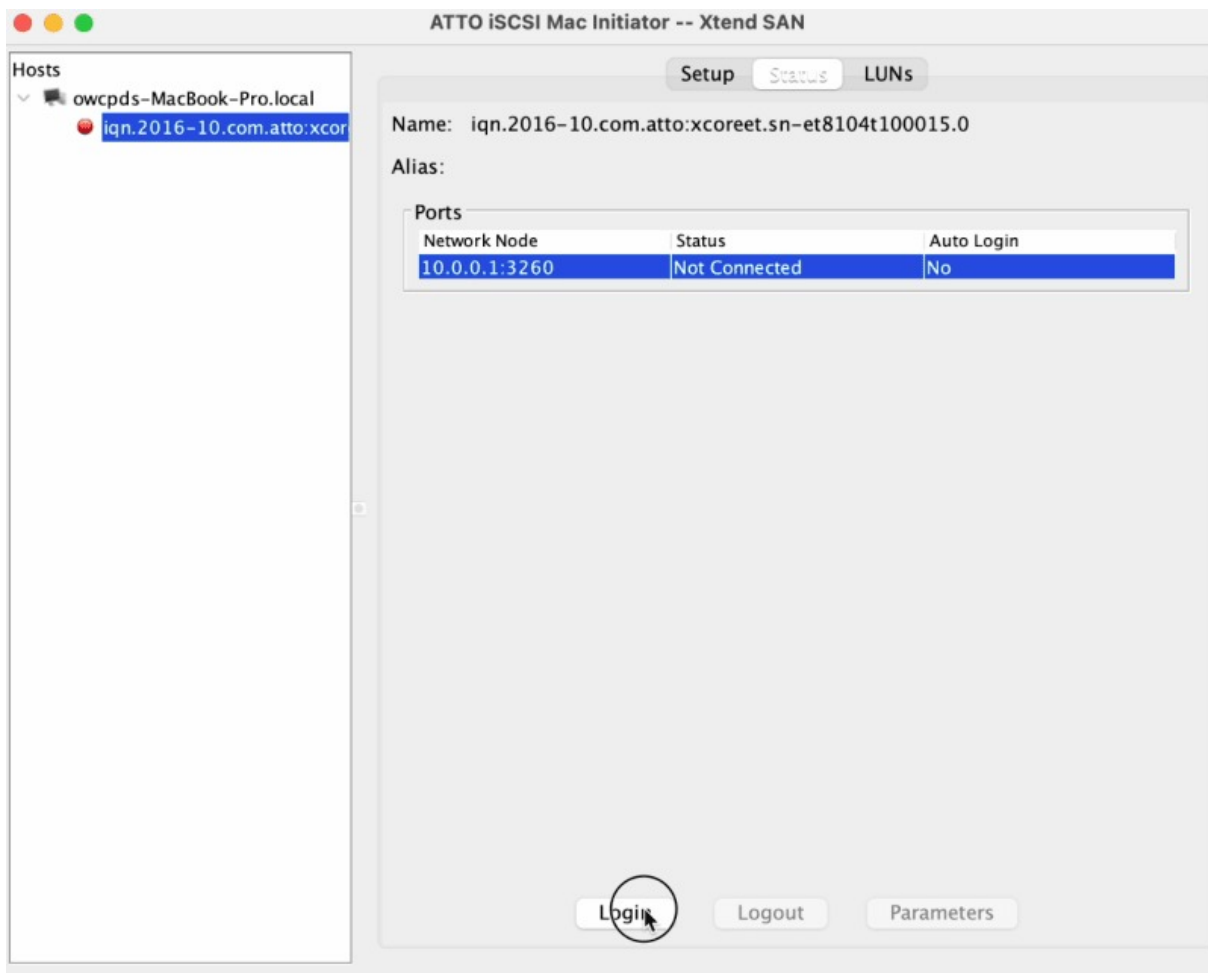 ATTO iSCSI Mac Initiator -- Xtend SAN
Hosts
owcpds-MacBook-Pro.local
iqn.2016-10.com.atto:xcor
Setup Status LUNs
Name: iqn.2016-10.com.atto:xcoreet.sn-et8104t100015.0
Alias:
Ports
Network Node Status Auto Login
10.0.0.1:3260 Not Connected No
Login Logout Parameters